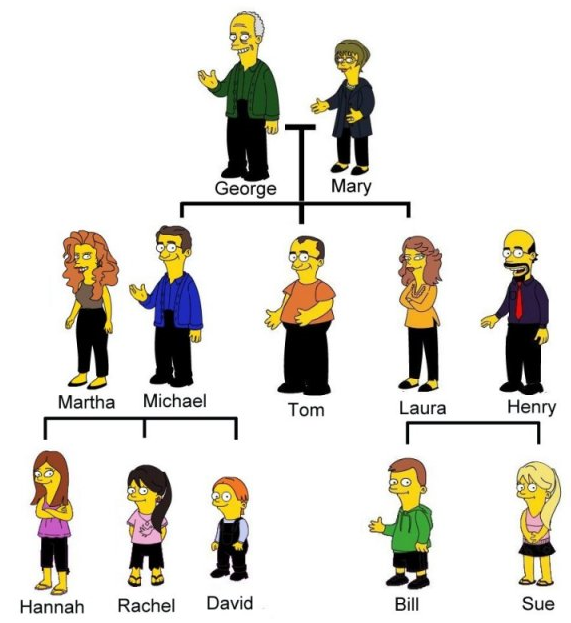 George Mary
Martha Michael Tom Laura Henry
Hannah Rachel David Bill Sue